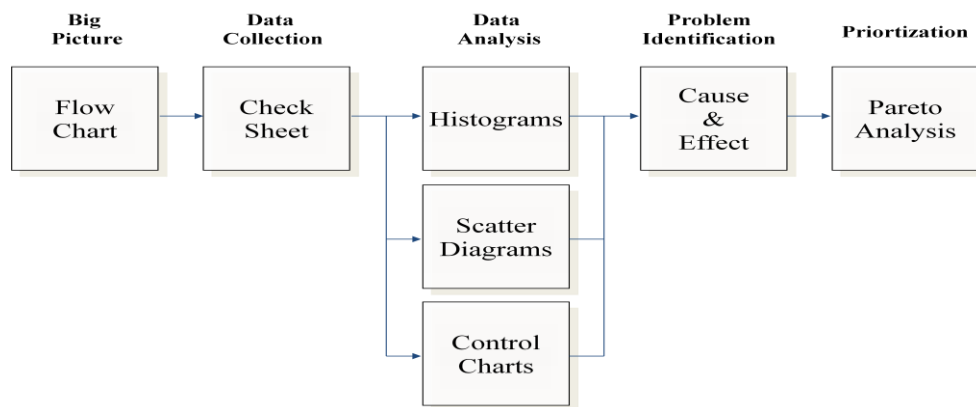 Big
Picture
Data
Collection
Data
Analysis
Problem
Identification
Priortization
Flow
Chart
Check
Sheet
Histograms
Cause
&
Effect
Pareto
Analysis
Scatter
Diagrams
Control
Charts